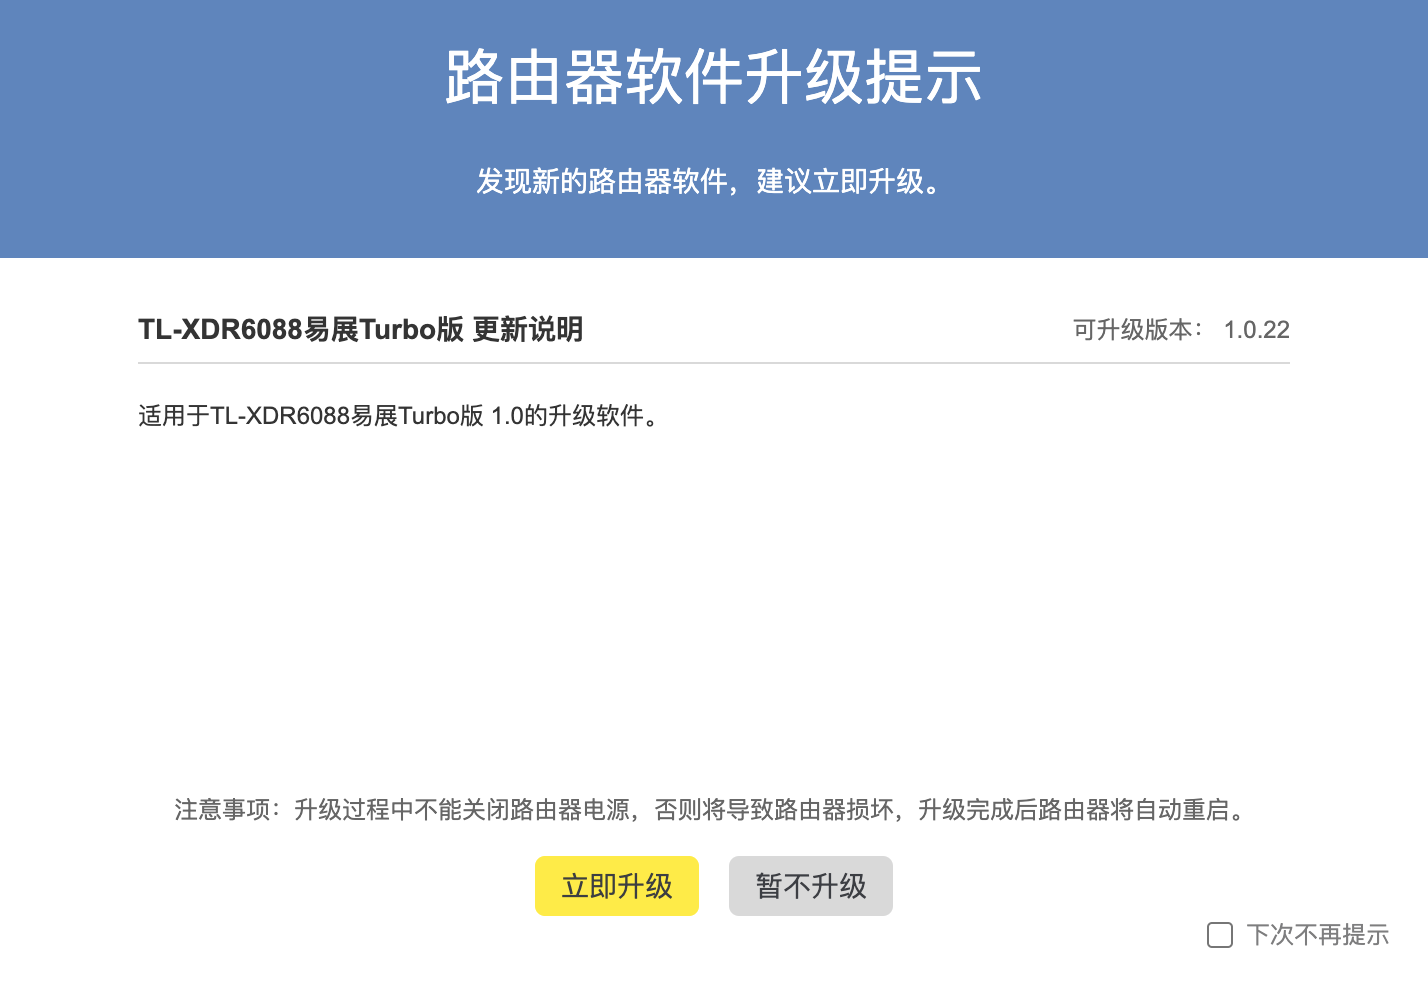 路由器软件升级提示
发现新的路由器软件，建议立即升级。
TL-XDR6088易展Turbo版 更新说明
可升级版本： 1.0.22
适用于TL-XDR6088易展Turbo版 1.0的升级软件。
注意事项：升级过程中不能关闭路由器电源，否则将导致路由器损坏，升级完成后路由器将自动重启。
立即升级
暂不升级
下次不再提示